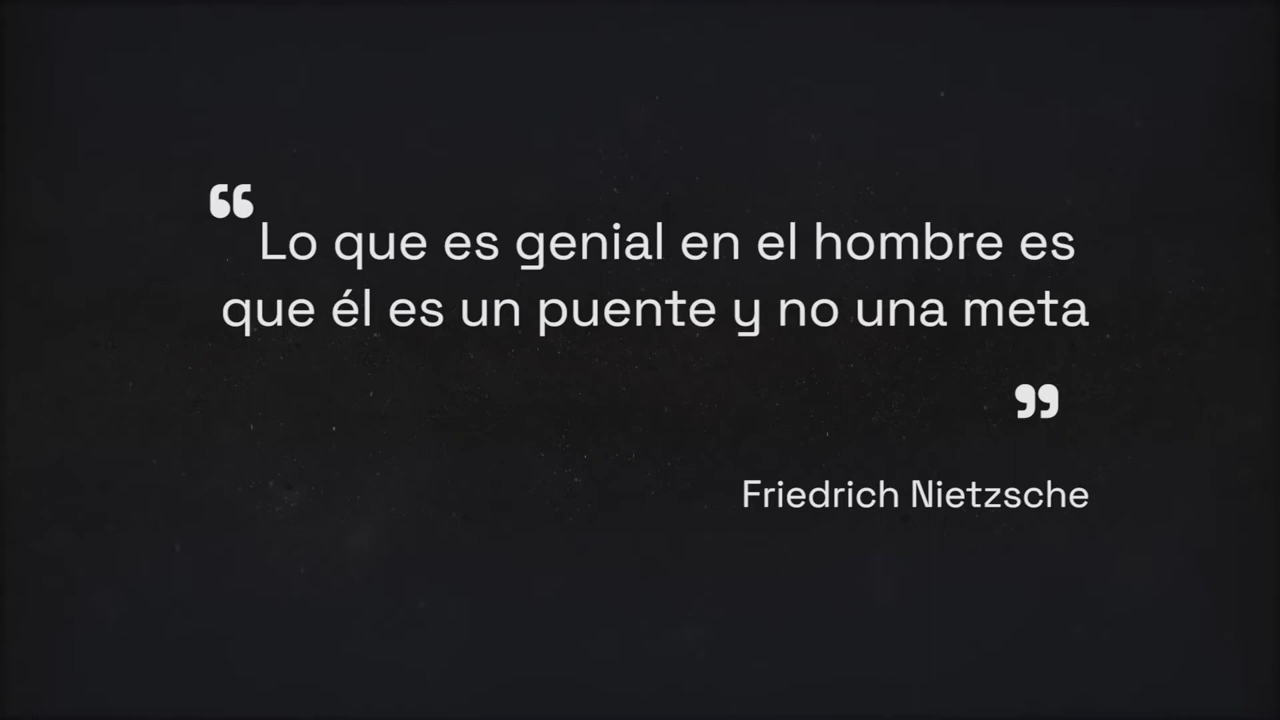 “Lo que es genial en el hombre es
que él es un puente y no una meta
”
Friedrich Nietzsche